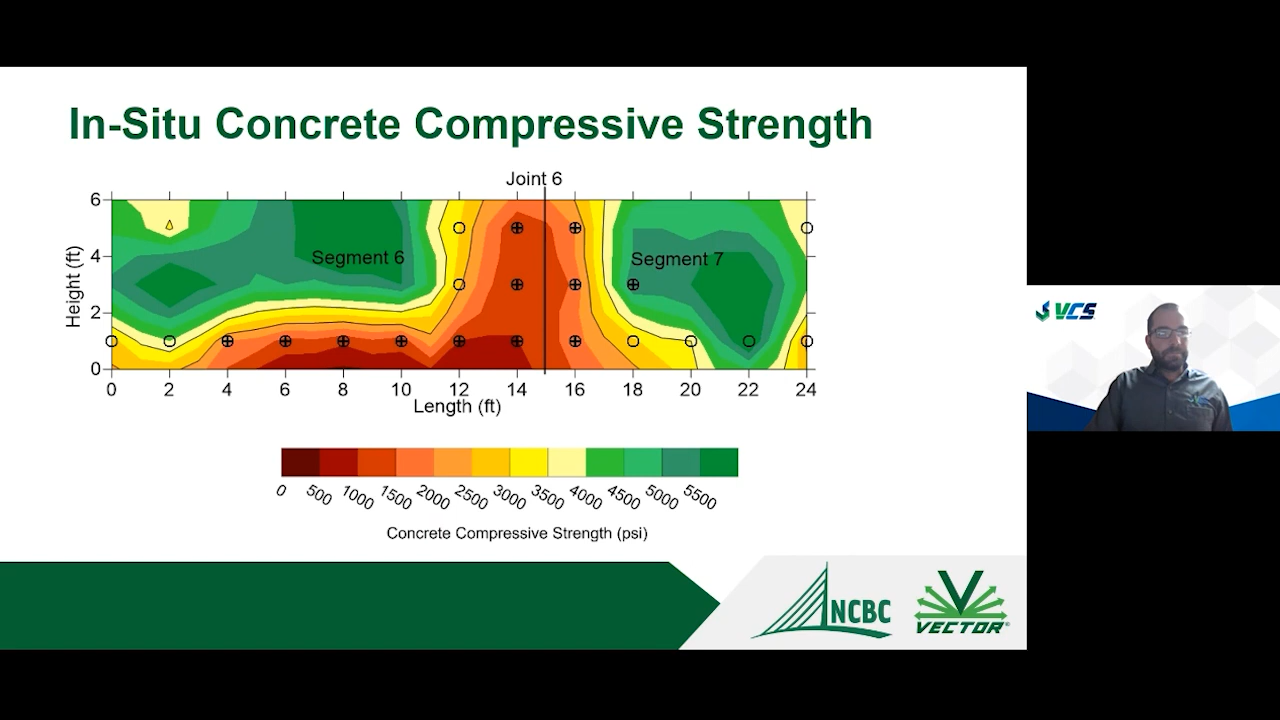 In-Situ Concrete Compressive Strength
Joint 6
6
4
2
0
Height (ft)
Segment 6
Segment 7
0 2 4 6 8 10 12 14 16 18 20 22 24
Length (ft)
0 500 1000 1500 2000 2500 3000 3500 4000 4500 5000 5500
Concrete Compressive Strength (psi)
VCS
NCBC
VECTOR®